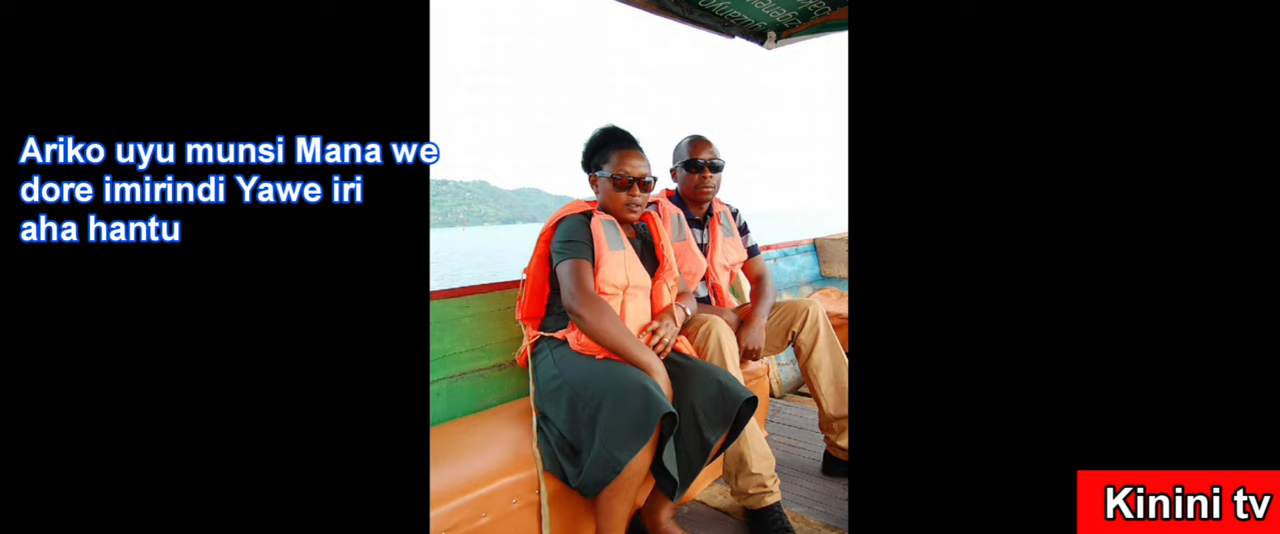 Ariko uyu munsi Mana we
dore imirindi Yawe iri
aha hantu
Kinini tv